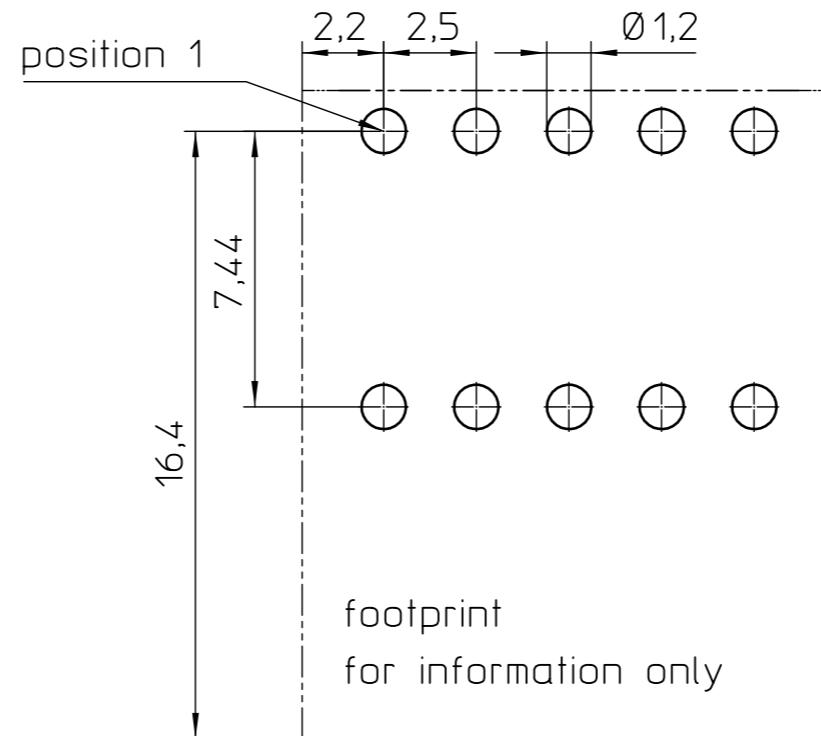 2,2
2,5
Ø1,2
position 1
7,44
16,4
footprint
for information only